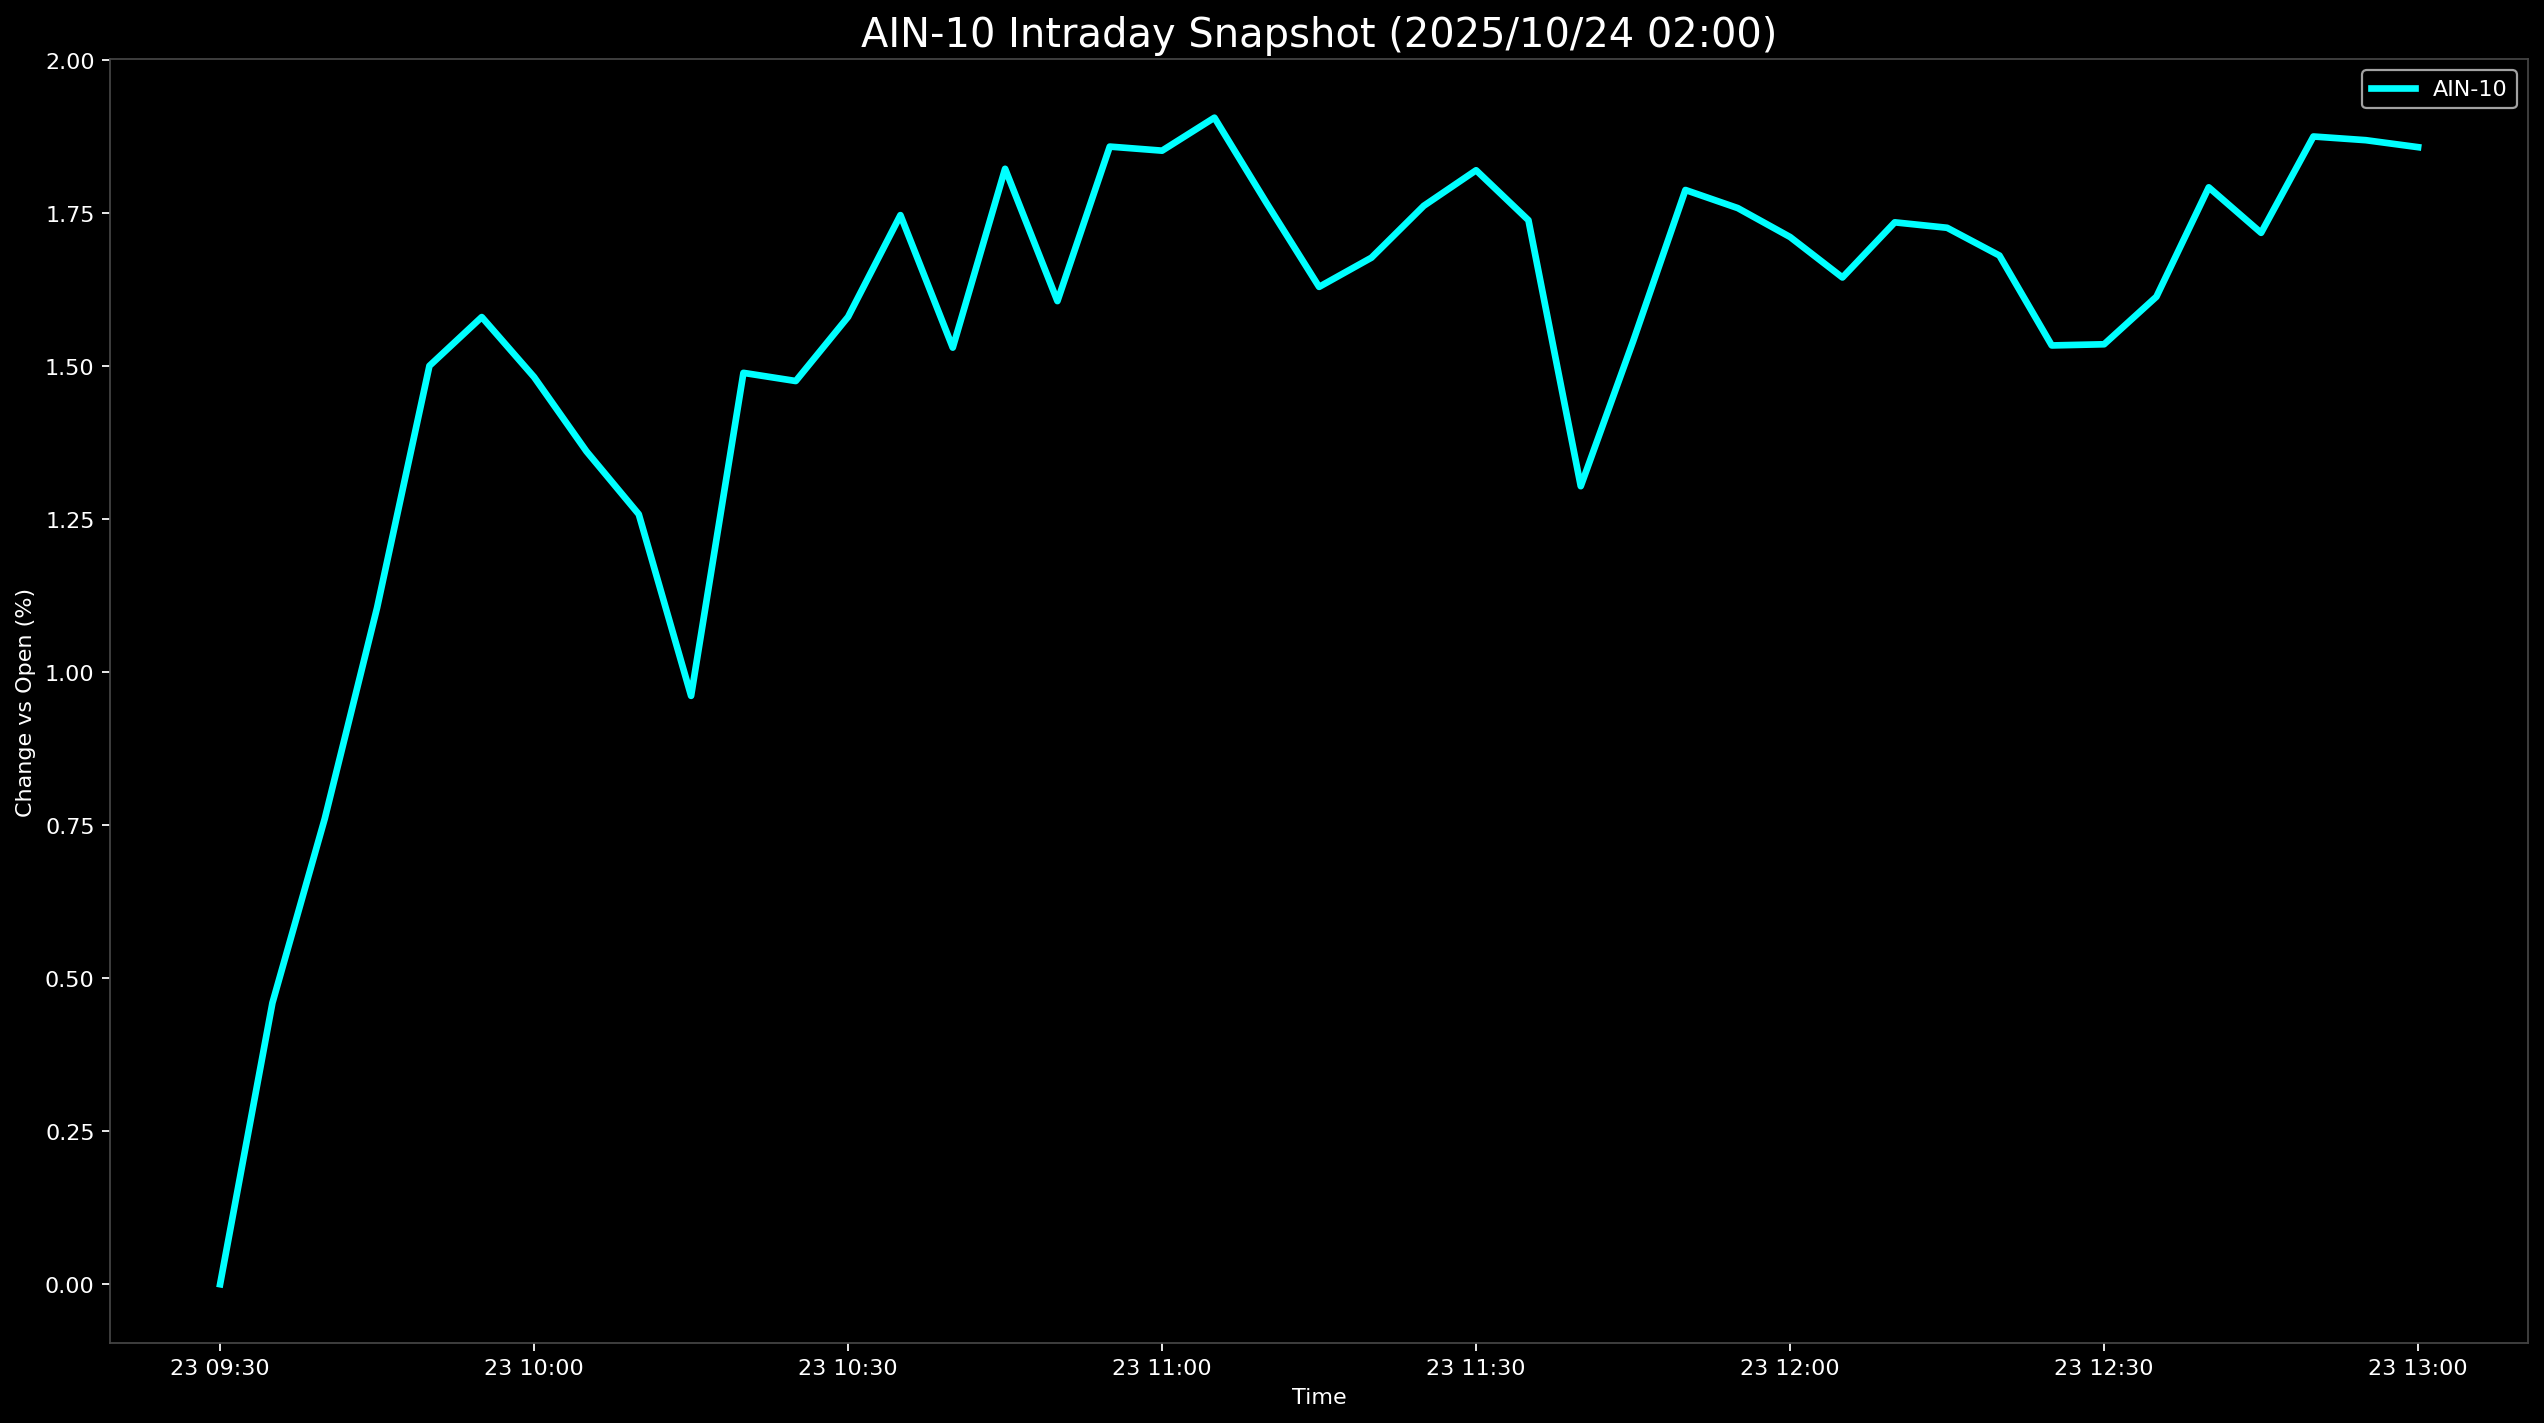 AIN-10 Intraday Snapshot (2025/10/24 02:00)
AIN-10
Change vs Open (%)
2.00
1.75
1.50
1.25
1.00
0.75
0.50
0.25
0.00
23 09:30 23 10:00 23 10:30 23 11:00 23 11:30 23 12:00 23 12:30 23 13:00
Time